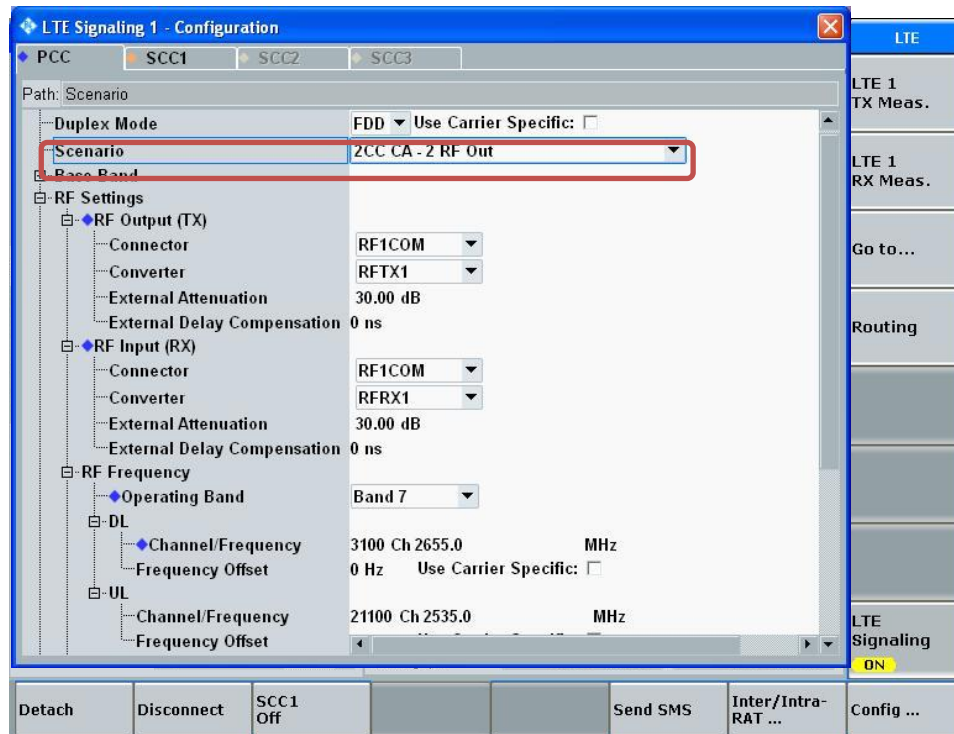 LTE Signaling 1 - Configuration
LTE
PCC SCC1 SCC2 SCC3
Path: Scenario
LTE 1
TX Meas.
Duplex Mode FDD Use Carrier Specific:
Scenario 2CC CA - 2 RF Out
LTE 1
RX Meas.
Base Band
RF Settings
RF Output (TX)
Connector RF1COM
Go to...
Converter RFTX1
External Attenuation 30.00 dB
External Delay Compensation 0 ns
Routing
RF Input (RX)
Connector RF1COM
Converter RFRX1
External Attenuation 30.00 dB
External Delay Compensation 0 ns
RF Frequency
Operating Band Band 7
DL
Channel/Frequency 3100 Ch 2655.0 MHz
Frequency Offset 0 Hz Use Carrier Specific:
UL
Channel/Frequency 21100 Ch 2535.0 MHz
Frequency Offset
LTE
Signaling
ON
Detach
Disconnect
SCC1
Off
Send SMS
Inter/Intra-
RAT ...
Config ...